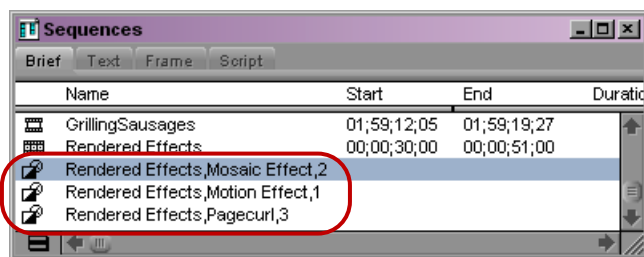 Sequences
Brief Text Frame Script
Name Start End Duratio
GrillingSausages 01;59;12;05 01;59;19;27
Rendered Effects 00;00;30;00 00;00;51;00
Rendered Effects,Mosaic Effect,2
Rendered Effects,Motion Effect,1
Rendered Effects,Pagecurl,3